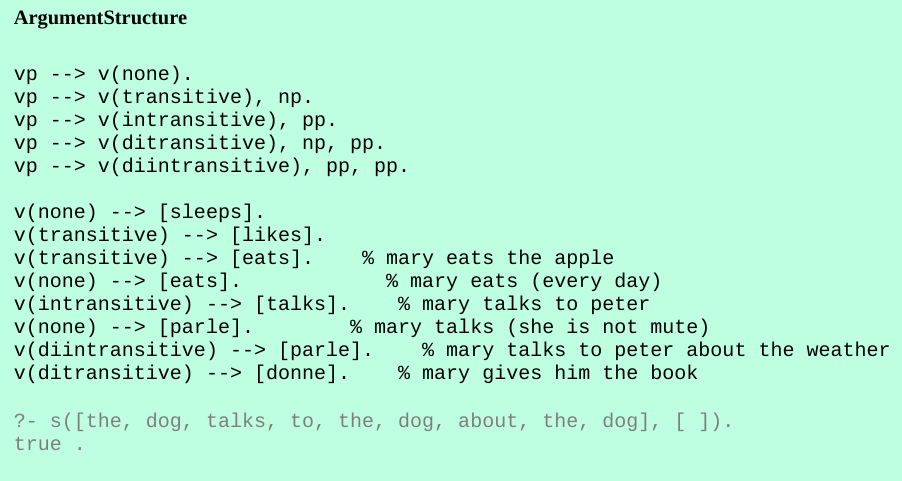 ArgumentStructure
vp --> v(none).
vp --> v(transitive), np.
vp --> v(intransitive), pp.
vp --> v(ditransitive), np, pp.
vp --> v(diintransitive), pp, pp.
v(none) --> [sleeps].
v(transitive) --> [likes].
v(transitive) --> [eats].    % mary eats the apple
v(none) --> [eats].            % mary eats (every day)
v(intransitive) --> [talks].    % mary talks to peter
v(none) --> [parle].        % mary talks (she is not mute)
v(diintransitive) --> [parle].    % mary talks to peter about the weather
v(ditransitive) --> [donne].    % mary gives him the book
?- s([the, dog, talks, to, the, dog, about, the, dog], [ ]).
true .